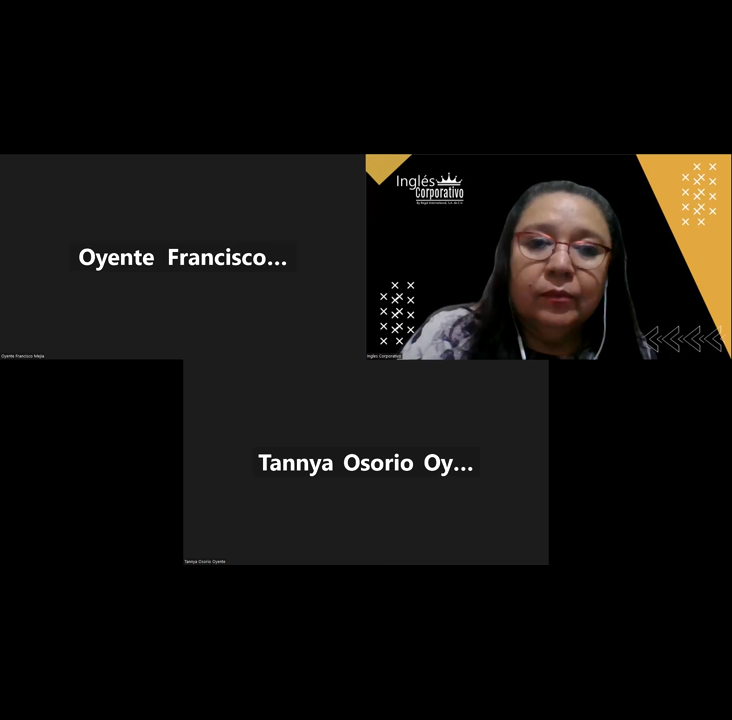 Oyente Francisco...
Oyente Francisco Mejia
Inglés
Corporativo
Inglés Corporativo
Tannya Osorio Oy...
Tannya Osorio Oyente